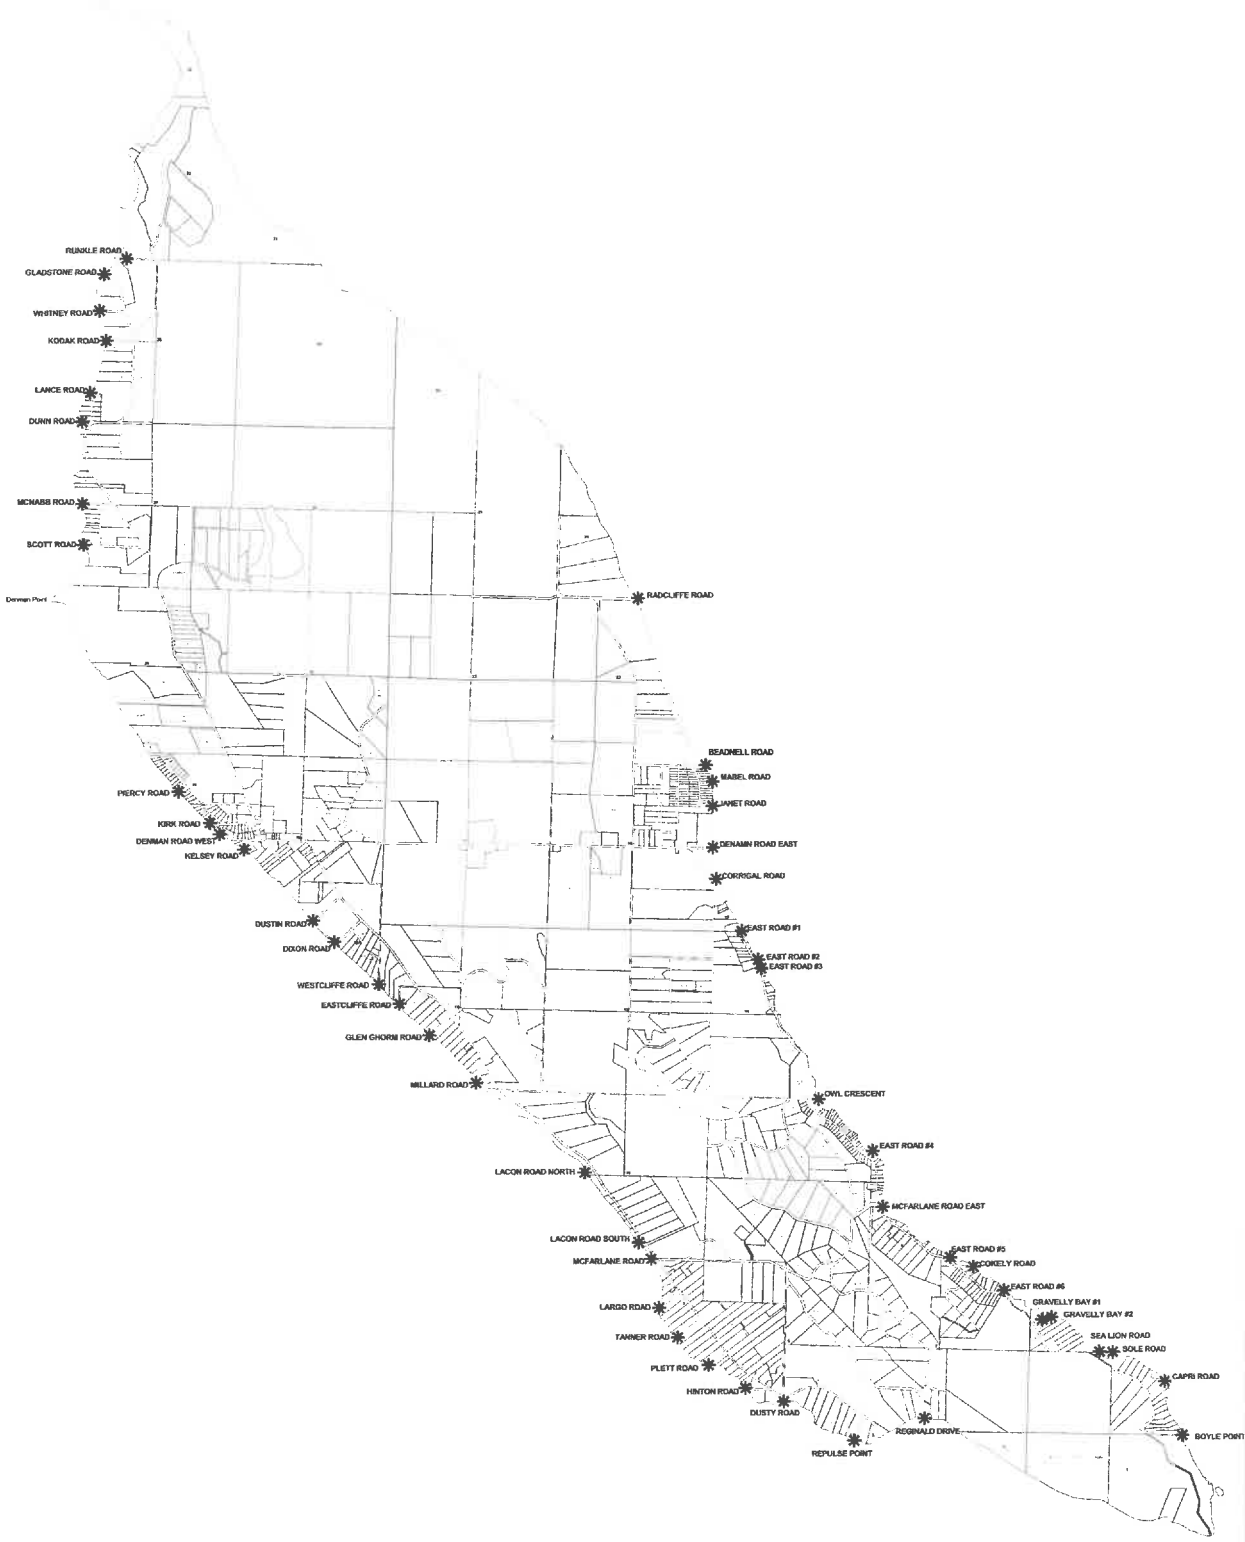 RUNKLE ROAD
GLADSTONE ROAD
WHITNEY ROAD
KODAK ROAD
LANCE ROAD
DUNN ROAD
MCNABB ROAD
SCOTT ROAD
Denman Point
RADCLIFFE ROAD
BEADNELL ROAD
MABEL ROAD
PIERCY ROAD
JANET ROAD
KIRK ROAD
DENMAN ROAD WEST
DENAMN ROAD EAST
KELSEY ROAD
CORRIGAL ROAD
DUSTIN ROAD
EAST ROAD #1
DIXON ROAD
EAST ROAD #2
EAST ROAD #3
WESTCLIFFE ROAD
EASTCLIFFE ROAD
GLEN GHORM ROAD
MILLARD ROAD
OWL CRESCENT
EAST ROAD #4
LACON ROAD NORTH
MCFARLANE ROAD EAST
LACON ROAD SOUTH
EAST ROAD #5
MCFARLANE ROAD
COKELY ROAD
EAST ROAD #6
GRAVELLY BAY #1
LARGO ROAD
GRAVELLY BAY #2
TANNER ROAD
SEA LION ROAD
SOLE ROAD
PLETT ROAD
CAPRI ROAD
HINTON ROAD
DUSTY ROAD
REGINALD DRIVE
BOYLE POINT
REPULSE POINT